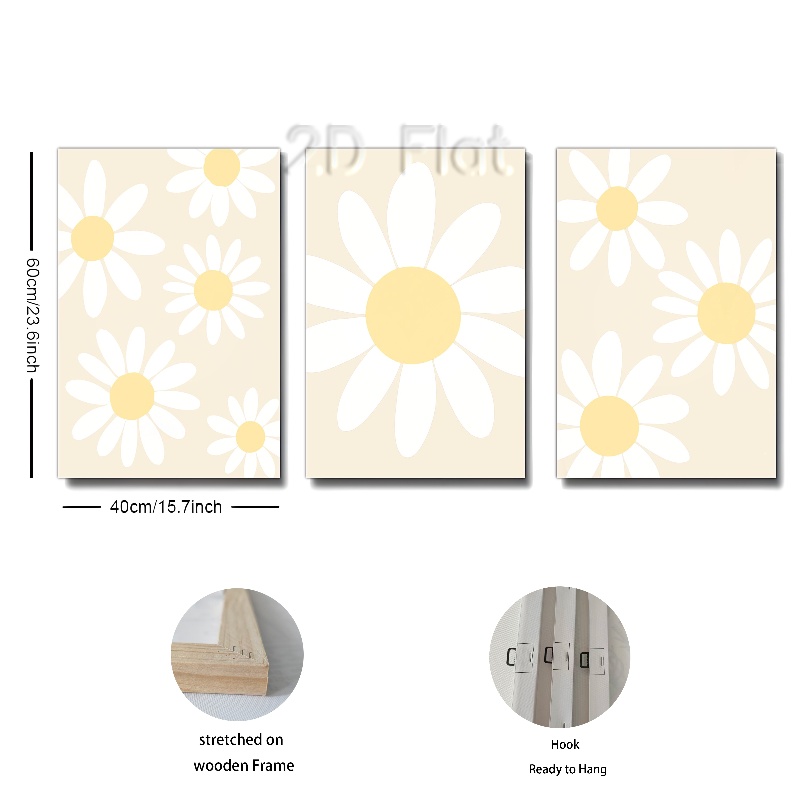 2D Flat
60cm/23.6inch
40cm/15.7inch
stretched on
wooden Frame
Hook
Ready to Hang